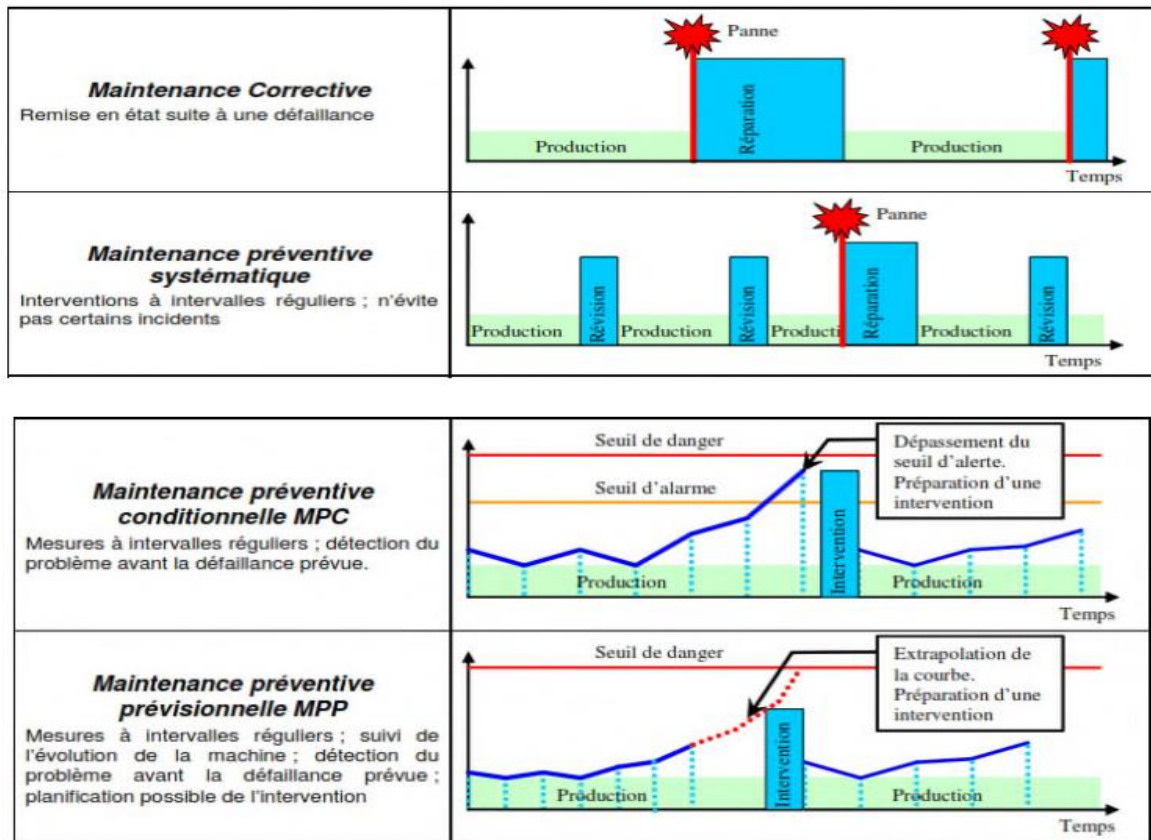 Maintenance Corrective
Remise en état suite à une défaillance
Panne
Production
Réparation
Production
Temps
Maintenance préventive
systématique
Interventions à intervalles réguliers ; n'évite
pas certains incidents
Panne
Production
Révision
Production
Révision
Producti
Réparation
Production
Révision
Temps
Maintenance préventive
conditionnelle MPC
Mesures à intervalles réguliers ; détection du
problème avant la défaillance prévue.
Seuil de danger
Seuil d'alarme
Dépassement du
seuil d'alerte.
Préparation d'une
intervention
Production
Intervention
Production
Temps
Maintenance préventive
prévisionnelle MPP
Mesures à intervalles réguliers ; suivi de
l'évolution de la machine ; détection du
problème avant la défaillance prévue ;
planification possible de l'intervention
Seuil de danger
Extrapolation de
la courbe.
Préparation d'une
intervention
Production
Intervention
Production
Temps